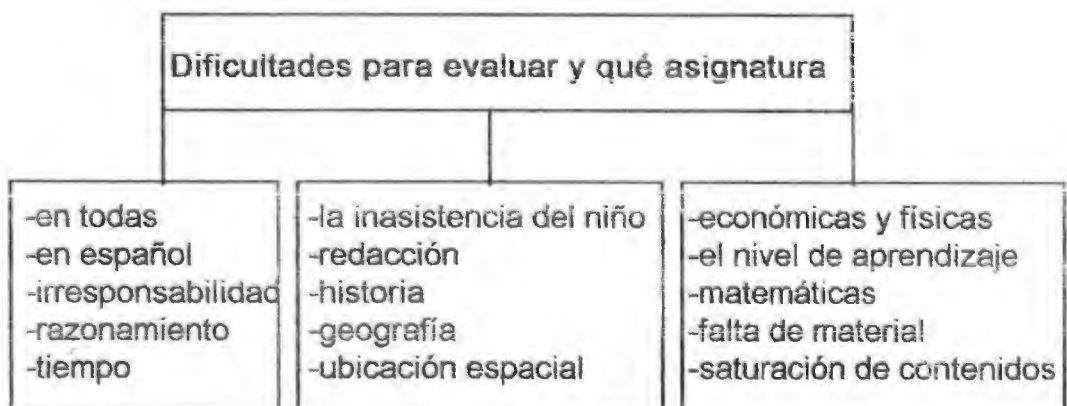 Dificultades para evaluar y qué asignatura
-en todas
-en español
-irresponsabilidad
-razonamiento
-tiempo
-la inasistencia del niño
-redacción
-historia
-geografía
-ubicación espacial
-económicas y físicas
-el nivel de aprendizaje
-matemáticas
-falta de material
-saturación de contenidos